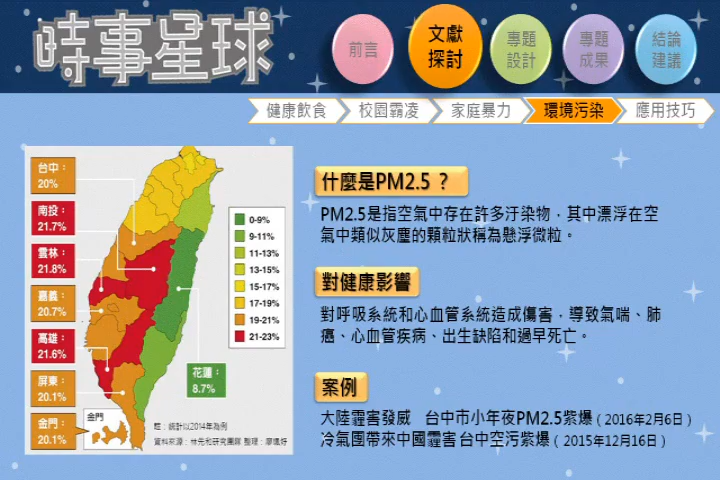 時事星球
前言
文獻
探討
專題
設計
專題
成果
結論
建議
健康飲食
校園霸凌
家庭暴力
環境污染
應用技巧
台中：
20%
南投：
21.7%
雲林：
21.8%
嘉義：
20.7%
高雄：
21.6%
屏東：
20.1%
金門：
20.1%
金門
花蓮：
8.7%
0-9%
9-11%
11-13%
13-15%
15-17%
17-19%
19-21%
21-23%
註：統計以2014年為例
資料來源：林先和研究團隊 整理：廖
什麼是PM2.5 ？
PM2.5是指空氣中存在許多汙染物，其中漂浮在空
氣中類似灰塵的顆粒狀稱為懸浮微粒。
對健康影響
對呼吸系統和心血管系統造成傷害，導致氣喘、肺
癌、心血管疾病、出生缺陷和過早死亡。
案例
大陸霾害發威 台中市小年夜PM2.5紫爆（2016年2月6日）
冷氣團帶來中國霾害台中空污紫爆（2015年12月16日）